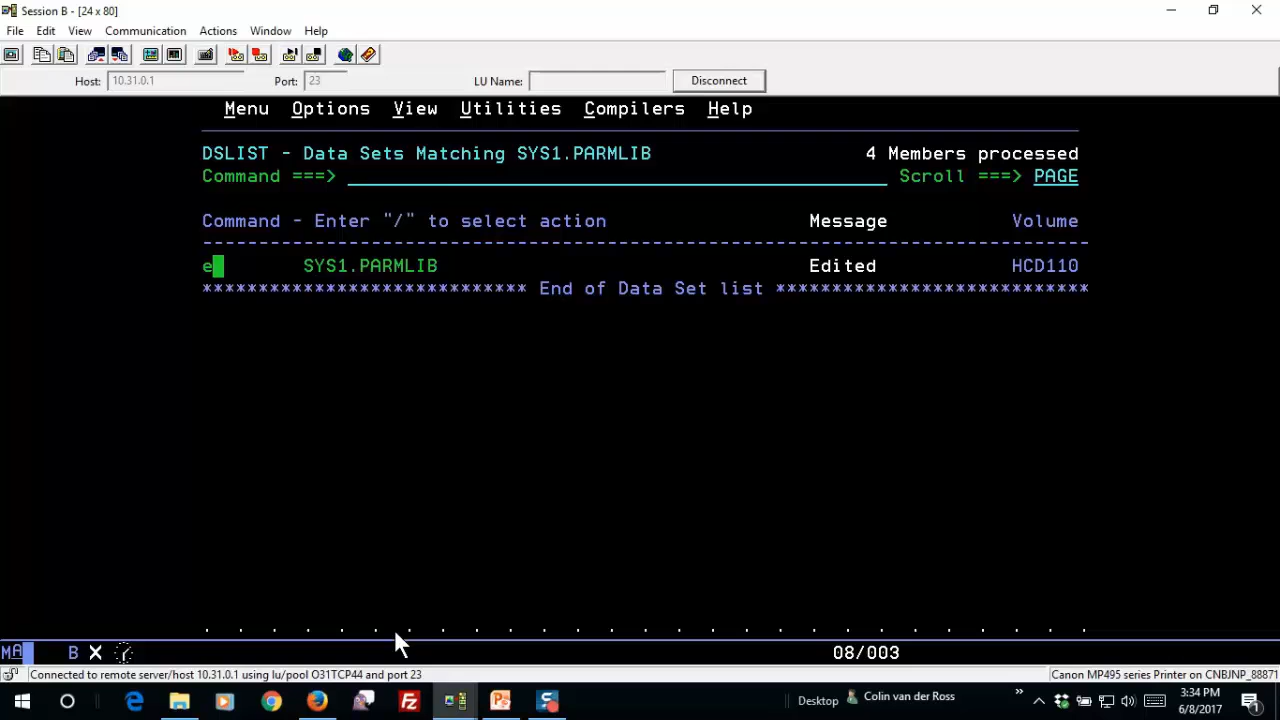 Session B - [24 x 80]
File Edit View Communication Actions Window Help
Host: 10.31.0.1 Port: 23 LU Name: Disconnect
Menu Options View Utilities Compilers Help
DSLIST - Data Sets Matching SYS1.PARMLIB 4 Members processed
Command ===> Scroll ===> PAGE
Command - Enter "/" to select action Message Volume
-------------------------------------------------------------------------------
e SYS1.PARMLIB Edited HCD110
***************************** End of Data Set list ****************************
. . . . . . . . . . . . . . . . . . . . . . . . . . .
MA B X 08/003
Connected to remote server/host 10.31.0.1 using lu/pool O31TCP44 and port 23 Canon MP495 series Printer on CNBJNP_88871
Desktop Colin van der Ross 3:34 PM
6/8/2017 1